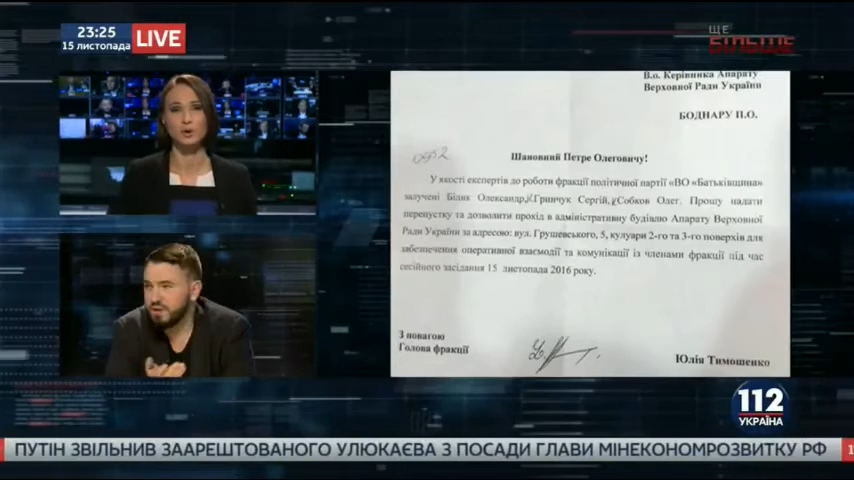 23:25
15 листопада
LIVE
ЩЕ
БІЛЬШЕ
В.о. Керівника Апарату
Верховної Ради України
БОДНАРУ П.О.
Шановний Петре Олеговичу!
У якості експертів до роботи фракції політичної партії «ВО «Батьківщина»
залучені Біляк Олександр, Гринчук Сергій, Собков Олег. Прошу надати
перепустку та дозволити прохід в адміністративну будівлю Апарату Верховної
Ради України за адресою: вул. Грушевського, 5, кулуари 2-го та 3-го поверхів для
забезпечення оперативної взаємодії та комунікації із членами фракції під час
сесійного засідання 15 листопада 2016 року.
З повагою
Голова фракції
Юлія Тимошенко
112
УКРАЇНА
ПУТІН ЗВІЛЬНИВ ЗААРЕШТОВАНОГО УЛЮКАЄВА З ПОСАДИ ГЛАВИ МІНЕКОНОМРОЗВИТКУ РФ